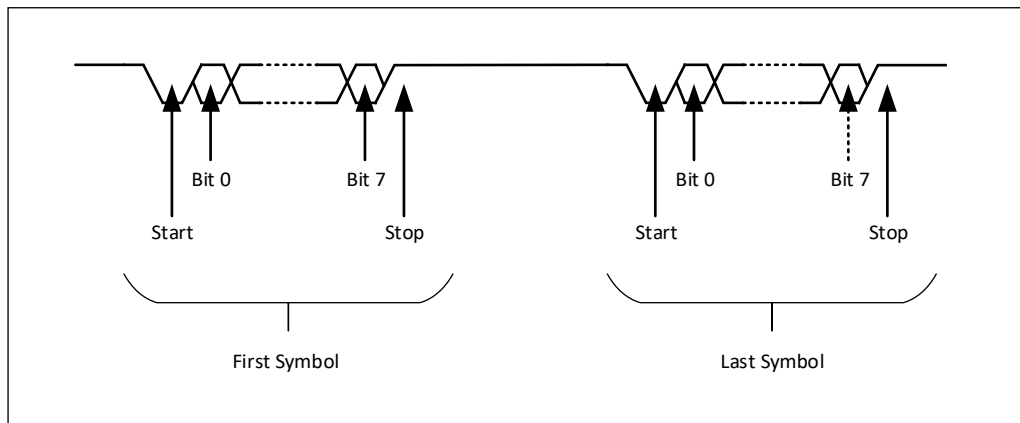 Bit 0 Bit 7 Bit 0 Bit 7
Start Stop Start Stop
First Symbol Last Symbol